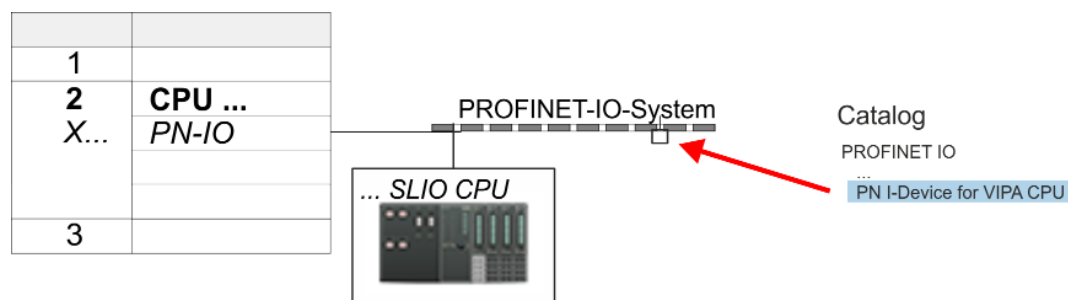 1
2 CPU ...
X... PN-IO
3
PROFINET-IO-System
... SLIO CPU
Catalog
PROFINET IO
...
PN I-Device for VIPA CPU